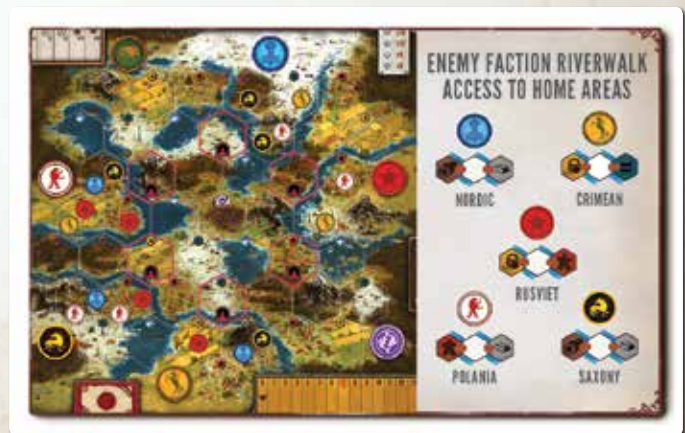 ENEMY FACTION RIVERWALK
ACCESS TO HOME AREAS
NORDIC
CRIMEAN
RUSVIET
POLANIA
SAXONY